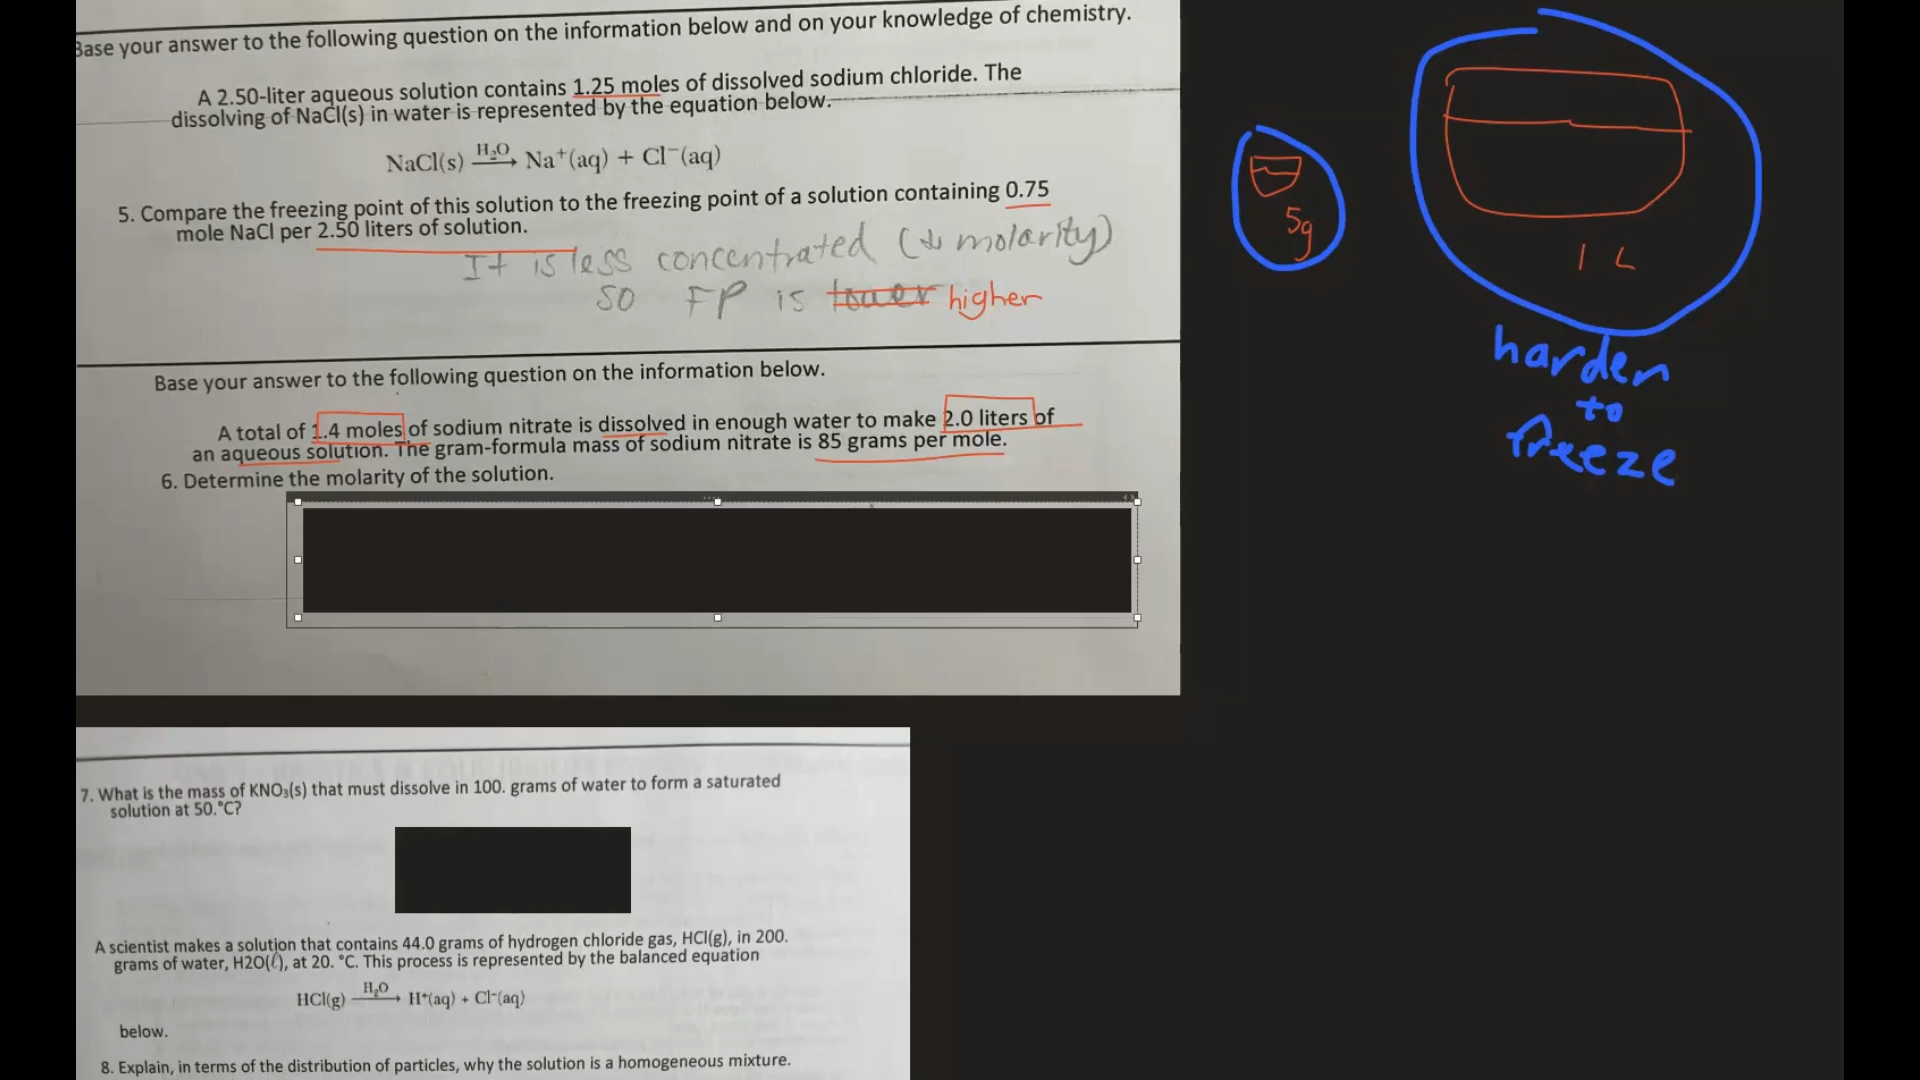 Base your answer to the following question on the information below and on your knowledge of chemistry.
A 2.50-liter aqueous solution contains 1.25 moles of dissolved sodium chloride. The
dissolving of NaCl(s) in water is represented by the equation below.
NaCl(s) H₂O → Na⁺(aq) + Cl⁻(aq)
5. Compare the freezing point of this solution to the freezing point of a solution containing 0.75
mole NaCl per 2.50 liters of solution.
It is less concentrated (↓ molarity)
so FP is lower higher
5g
1 L
harder
to
freeze
Base your answer to the following question on the information below.
A total of 1.4 moles of sodium nitrate is dissolved in enough water to make 2.0 liters of
an aqueous solution. The gram-formula mass of sodium nitrate is 85 grams per mole.
6. Determine the molarity of the solution.
7. What is the mass of KNO₃(s) that must dissolve in 100. grams of water to form a saturated
solution at 50.°C?
A scientist makes a solution that contains 44.0 grams of hydrogen chloride gas, HCl(g), in 200.
grams of water, H2O(ℓ), at 20. °C. This process is represented by the balanced equation
HCl(g) H₂O → H⁺(aq) + Cl⁻(aq)
below.
8. Explain, in terms of the distribution of particles, why the solution is a homogeneous mixture.